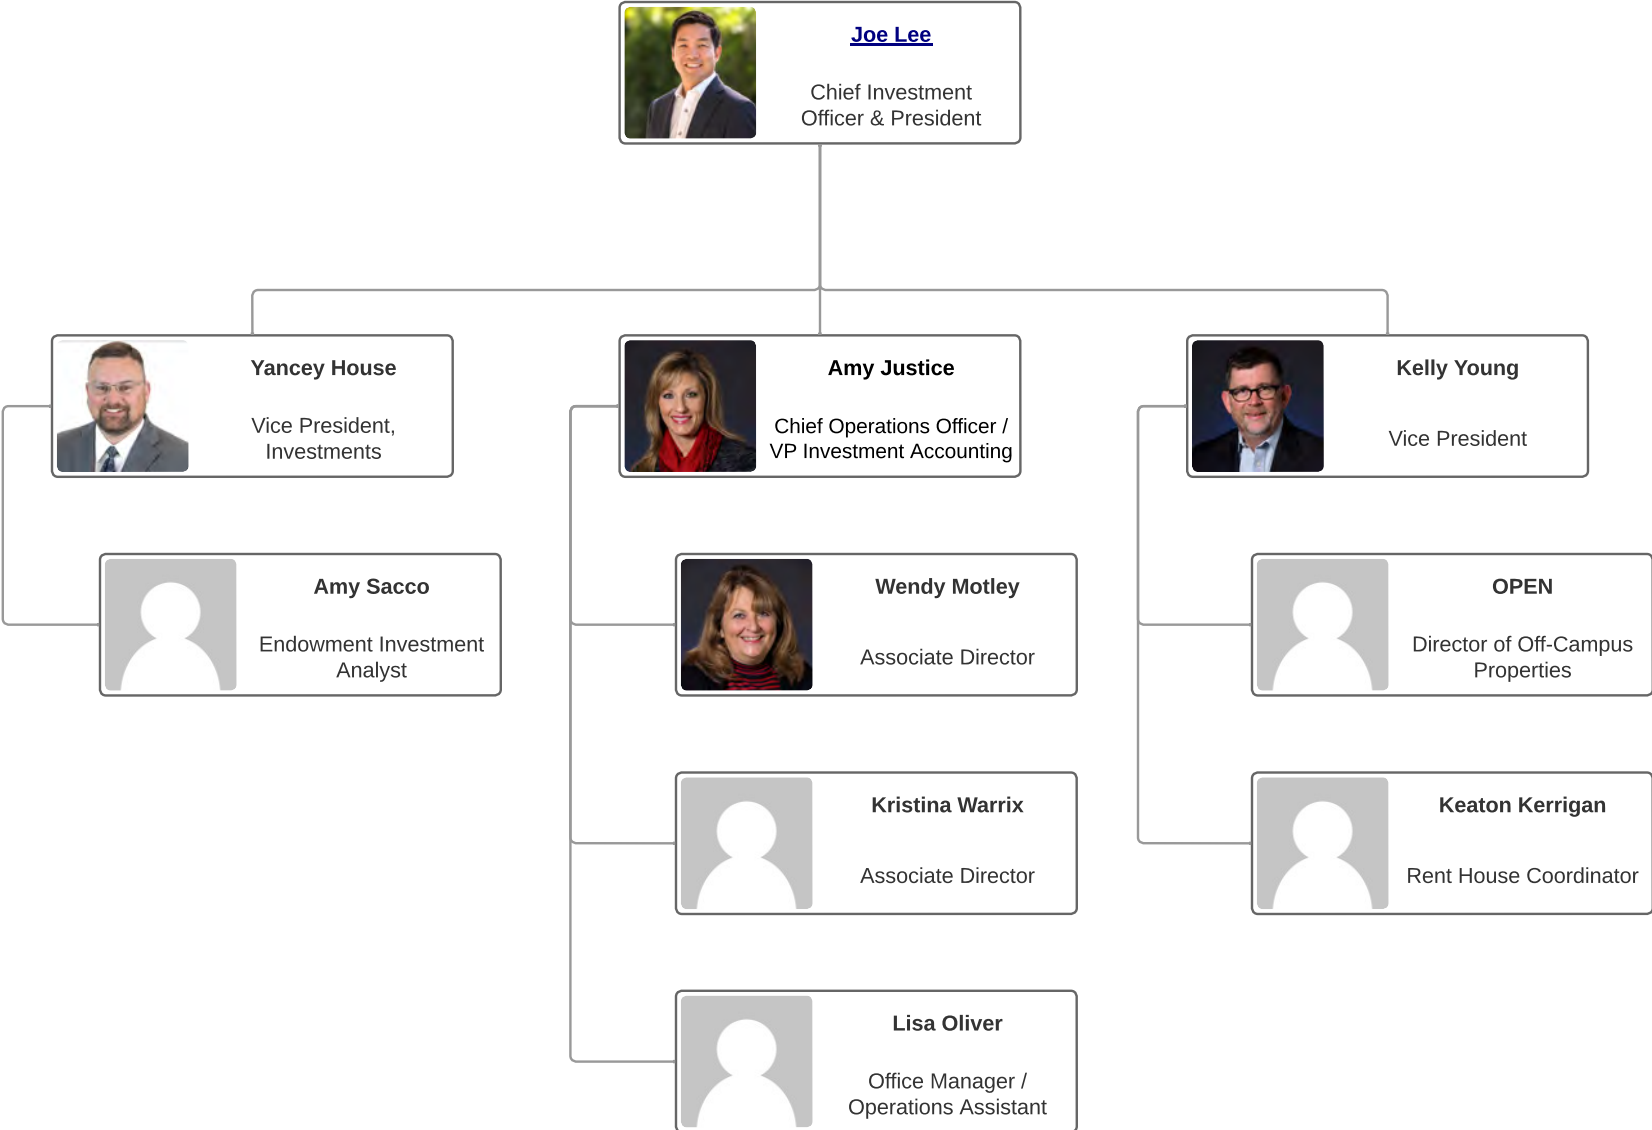 Joe Lee
Chief Investment
Officer & President
Yancey House
Vice President,
Investments
Amy Justice
Chief Operations Officer /
VP Investment Accounting
Kelly Young
Vice President
Amy Sacco
Endowment Investment
Analyst
Wendy Motley
Associate Director
OPEN
Director of Off-Campus
Properties
Kristina Warrix
Associate Director
Keaton Kerrigan
Rent House Coordinator
Lisa Oliver
Office Manager /
Operations Assistant